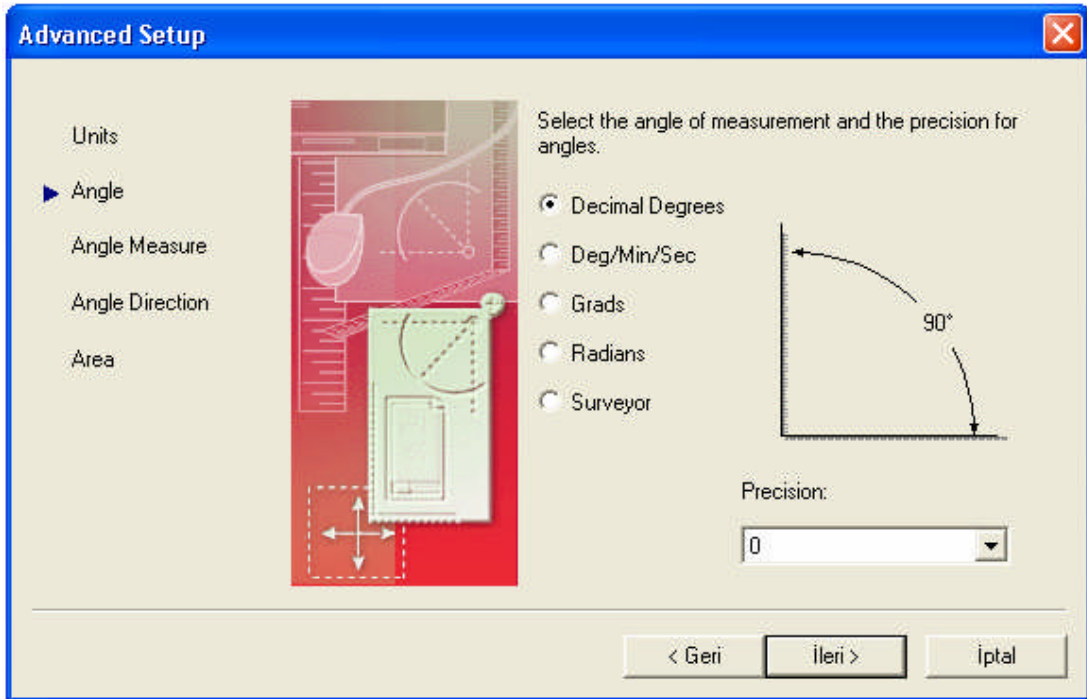 Advanced Setup
Units
Angle
Angle Measure
Angle Direction
Area
Select the angle of measurement and the precision for
angles.
Decimal Degrees
Deg/Min/Sec
Grads
Radians
Surveyor
90°
Precision:
0
< Geri
İleri >
İptal